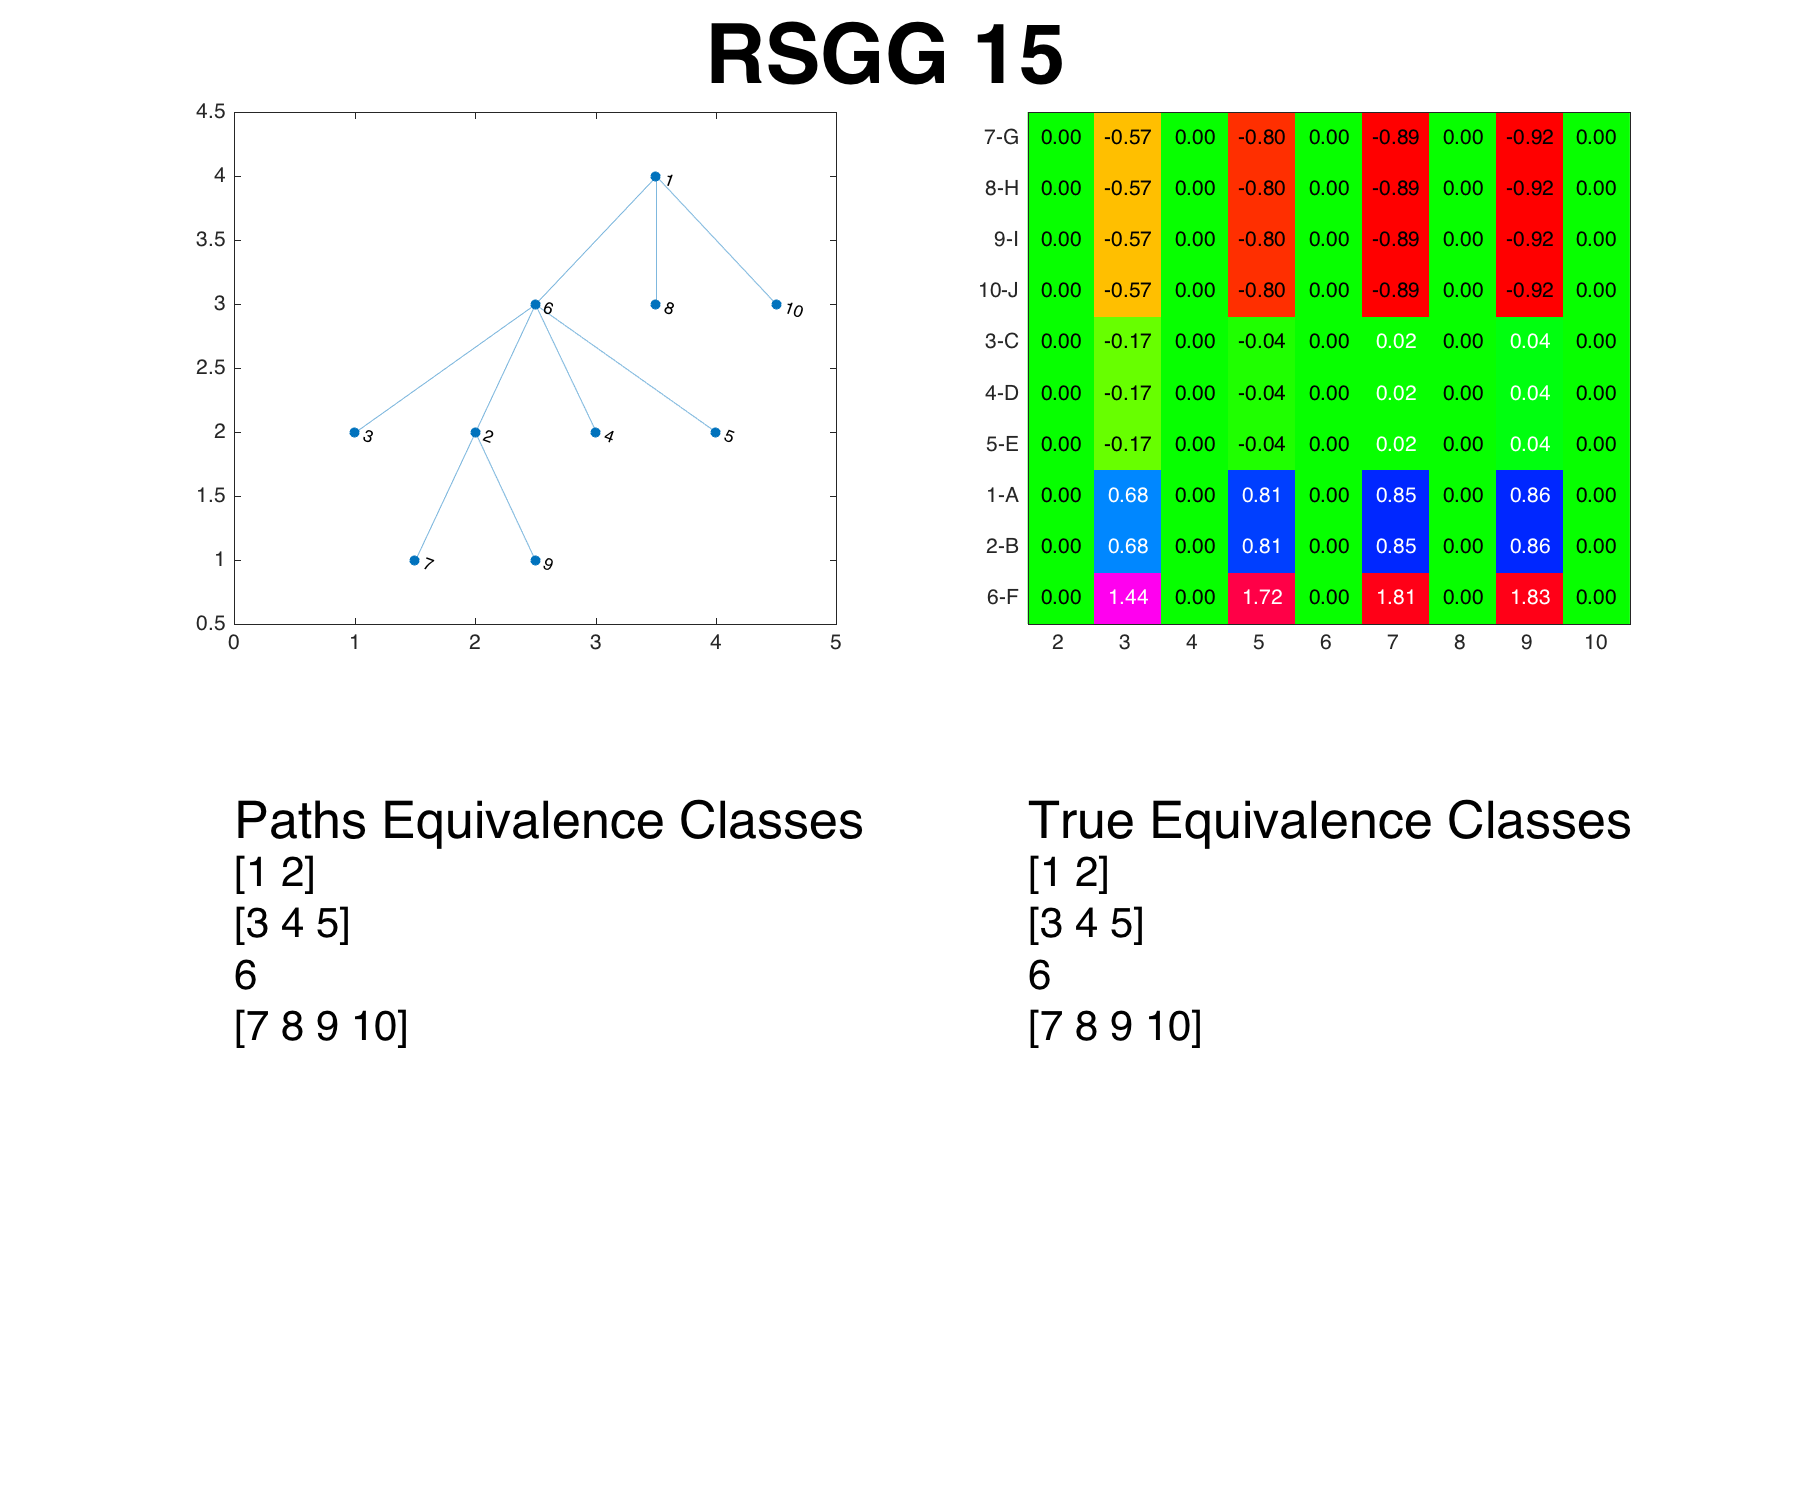 RSGG 15
4.5
4
3.5
3
2.5
2
1.5
1
0.5
0 1 2 3 4 5
1
6 8 10
3 2 4 5
7 9
7-G 0.00 -0.57 0.00 -0.80 0.00 -0.89 0.00 -0.92 0.00
8-H 0.00 -0.57 0.00 -0.80 0.00 -0.89 0.00 -0.92 0.00
9-I 0.00 -0.57 0.00 -0.80 0.00 -0.89 0.00 -0.92 0.00
10-J 0.00 -0.57 0.00 -0.80 0.00 -0.89 0.00 -0.92 0.00
3-C 0.00 -0.17 0.00 -0.04 0.00 0.02 0.00 0.04 0.00
4-D 0.00 -0.17 0.00 -0.04 0.00 0.02 0.00 0.04 0.00
5-E 0.00 -0.17 0.00 -0.04 0.00 0.02 0.00 0.04 0.00
1-A 0.00 0.68 0.00 0.81 0.00 0.85 0.00 0.86 0.00
2-B 0.00 0.68 0.00 0.81 0.00 0.85 0.00 0.86 0.00
6-F 0.00 1.44 0.00 1.72 0.00 1.81 0.00 1.83 0.00
2 3 4 5 6 7 8 9 10
Paths Equivalence Classes
[1 2]
[3 4 5]
6
[7 8 9 10]
True Equivalence Classes
[1 2]
[3 4 5]
6
[7 8 9 10]